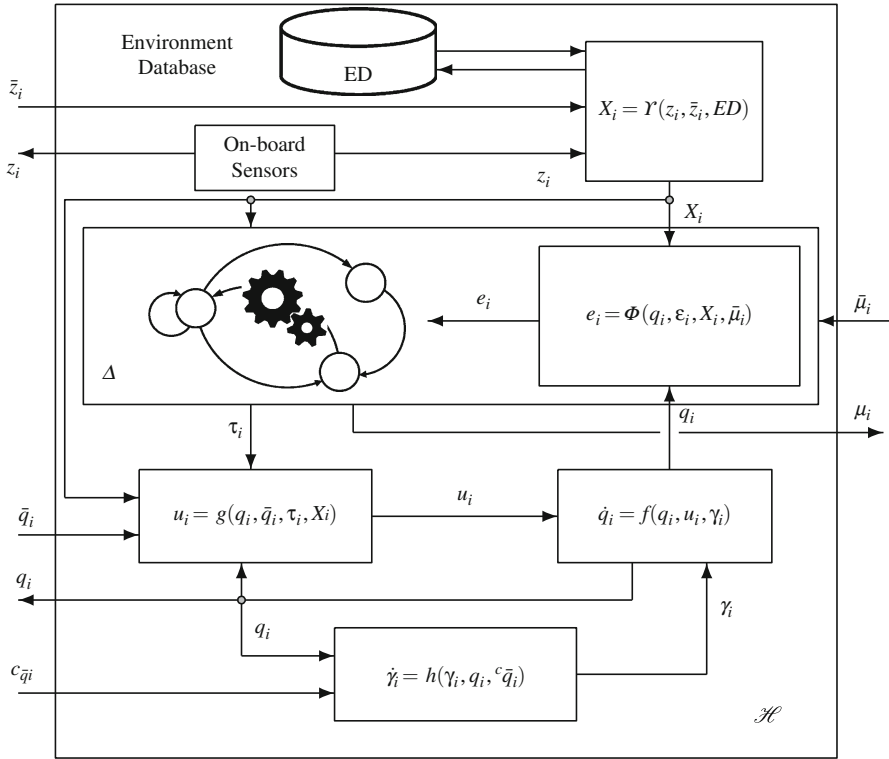 Environment
Database
ED
z̄ᵢ
Xᵢ = ϒ(zᵢ, z̄ᵢ, ED)
On-board
Sensors
zᵢ
zᵢ
Xᵢ
eᵢ
eᵢ = Φ(qᵢ, εᵢ, Xᵢ, μ̄ᵢ)
μ̄ᵢ
Δ
τᵢ
qᵢ
μᵢ
q̄ᵢ
uᵢ = g(qᵢ, q̄ᵢ, τᵢ, Xᵢ)
uᵢ
q̇ᵢ = f(qᵢ, uᵢ, γᵢ)
qᵢ
qᵢ
γᵢ
c_q̄i
γ̇ᵢ = h(γᵢ, qᵢ, ᶜq̄ᵢ)
ℋ